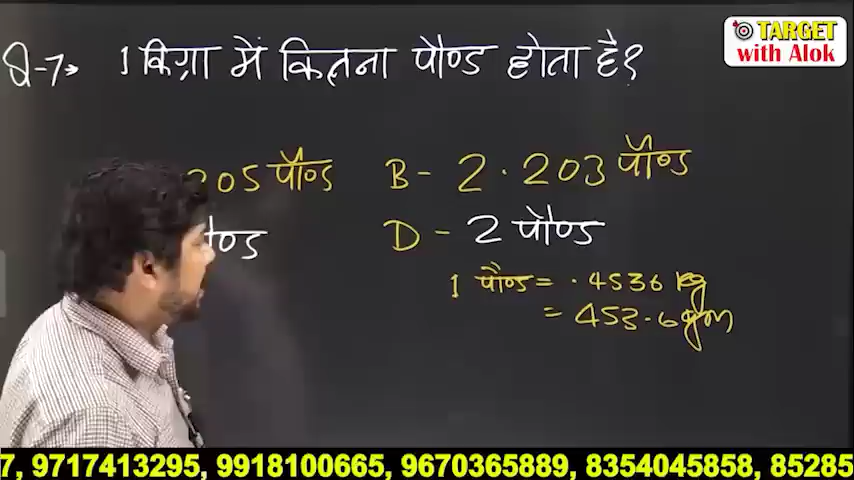 TARGET
with Alok
Q-7→ 1 किग्रा में कितना पौण्ड होता है?
205 पौण्ड B- 2.203 पौण्ड
D - 2 पौण्ड
1 पौण्ड = .4536 kg
= 453.6 gm
7, 9717413295, 9918100665, 9670365889, 8354045858, 85285